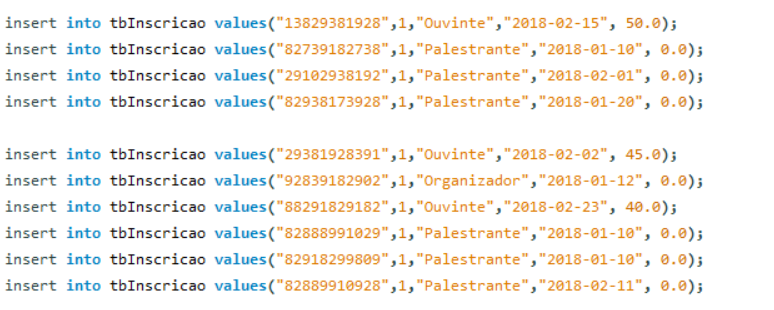 insert into tbInscricao values("13829381928",1,"Ouvinte","2018-02-15", 50.0);
insert into tbInscricao values("82739182738",1,"Palestrante","2018-01-10", 0.0);
insert into tbInscricao values("29102938192",1,"Palestrante","2018-02-01", 0.0);
insert into tbInscricao values("82938173928",1,"Palestrante","2018-01-20", 0.0);
insert into tbInscricao values("29381928391",1,"Ouvinte","2018-02-02", 45.0);
insert into tbInscricao values("92839182902",1,"Organizador","2018-01-12", 0.0);
insert into tbInscricao values("88291829182",1,"Ouvinte","2018-02-23", 40.0);
insert into tbInscricao values("82888991029",1,"Palestrante","2018-01-10", 0.0);
insert into tbInscricao values("82918299809",1,"Palestrante","2018-01-10", 0.0);
insert into tbInscricao values("82889910928",1,"Palestrante","2018-02-11", 0.0);